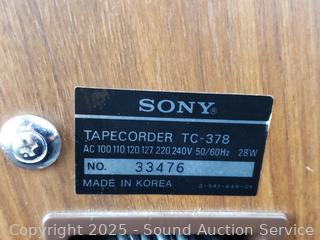 SONY
TAPECORDER TC-378
AC 100 110 120 127 220 240V 50/60Hz 28W
NO. 33476
MADE IN KOREA
Copyright 2025 - Sound Auction Service